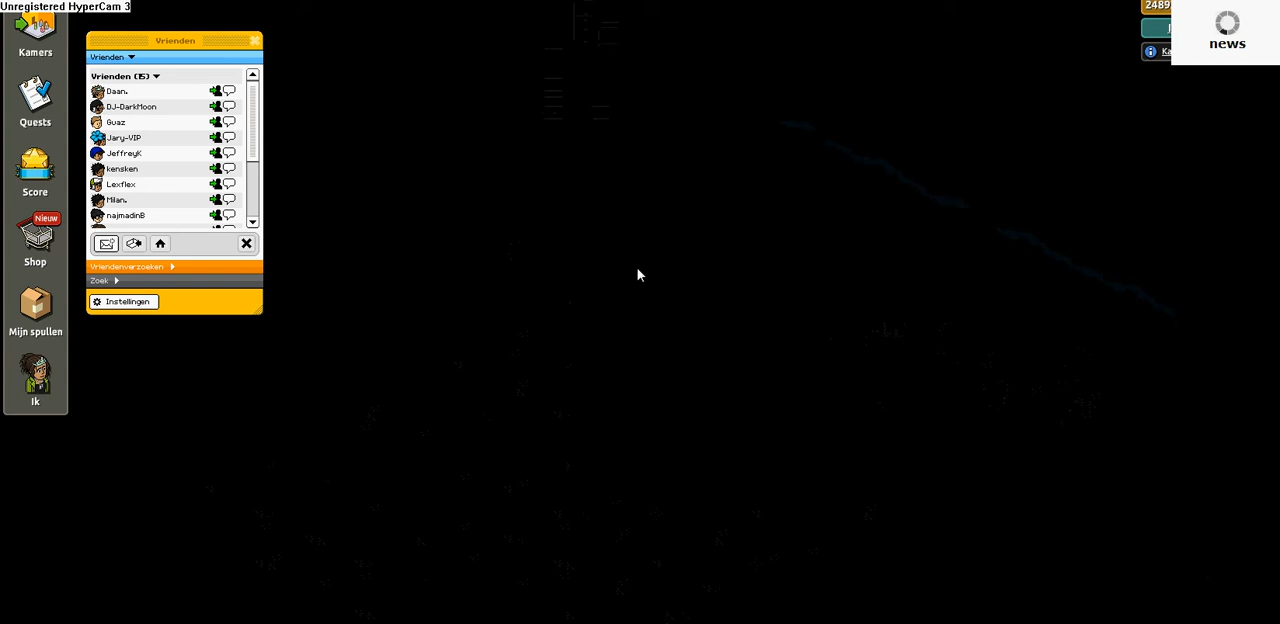 Unregistered HyperCam 3
Kamers
Quests
Score
Nieuw
Shop
Mijn spullen
Ik
Vrienden
Vrienden
Vrienden (15)
Daan.
DJ-DarkMoon
Guaz
Jary-VIP
JeffreyK
kensken
Lexflex
Milan.
najmadinB
Vriendenverzoeken
Zoek
Instellingen
2489
news